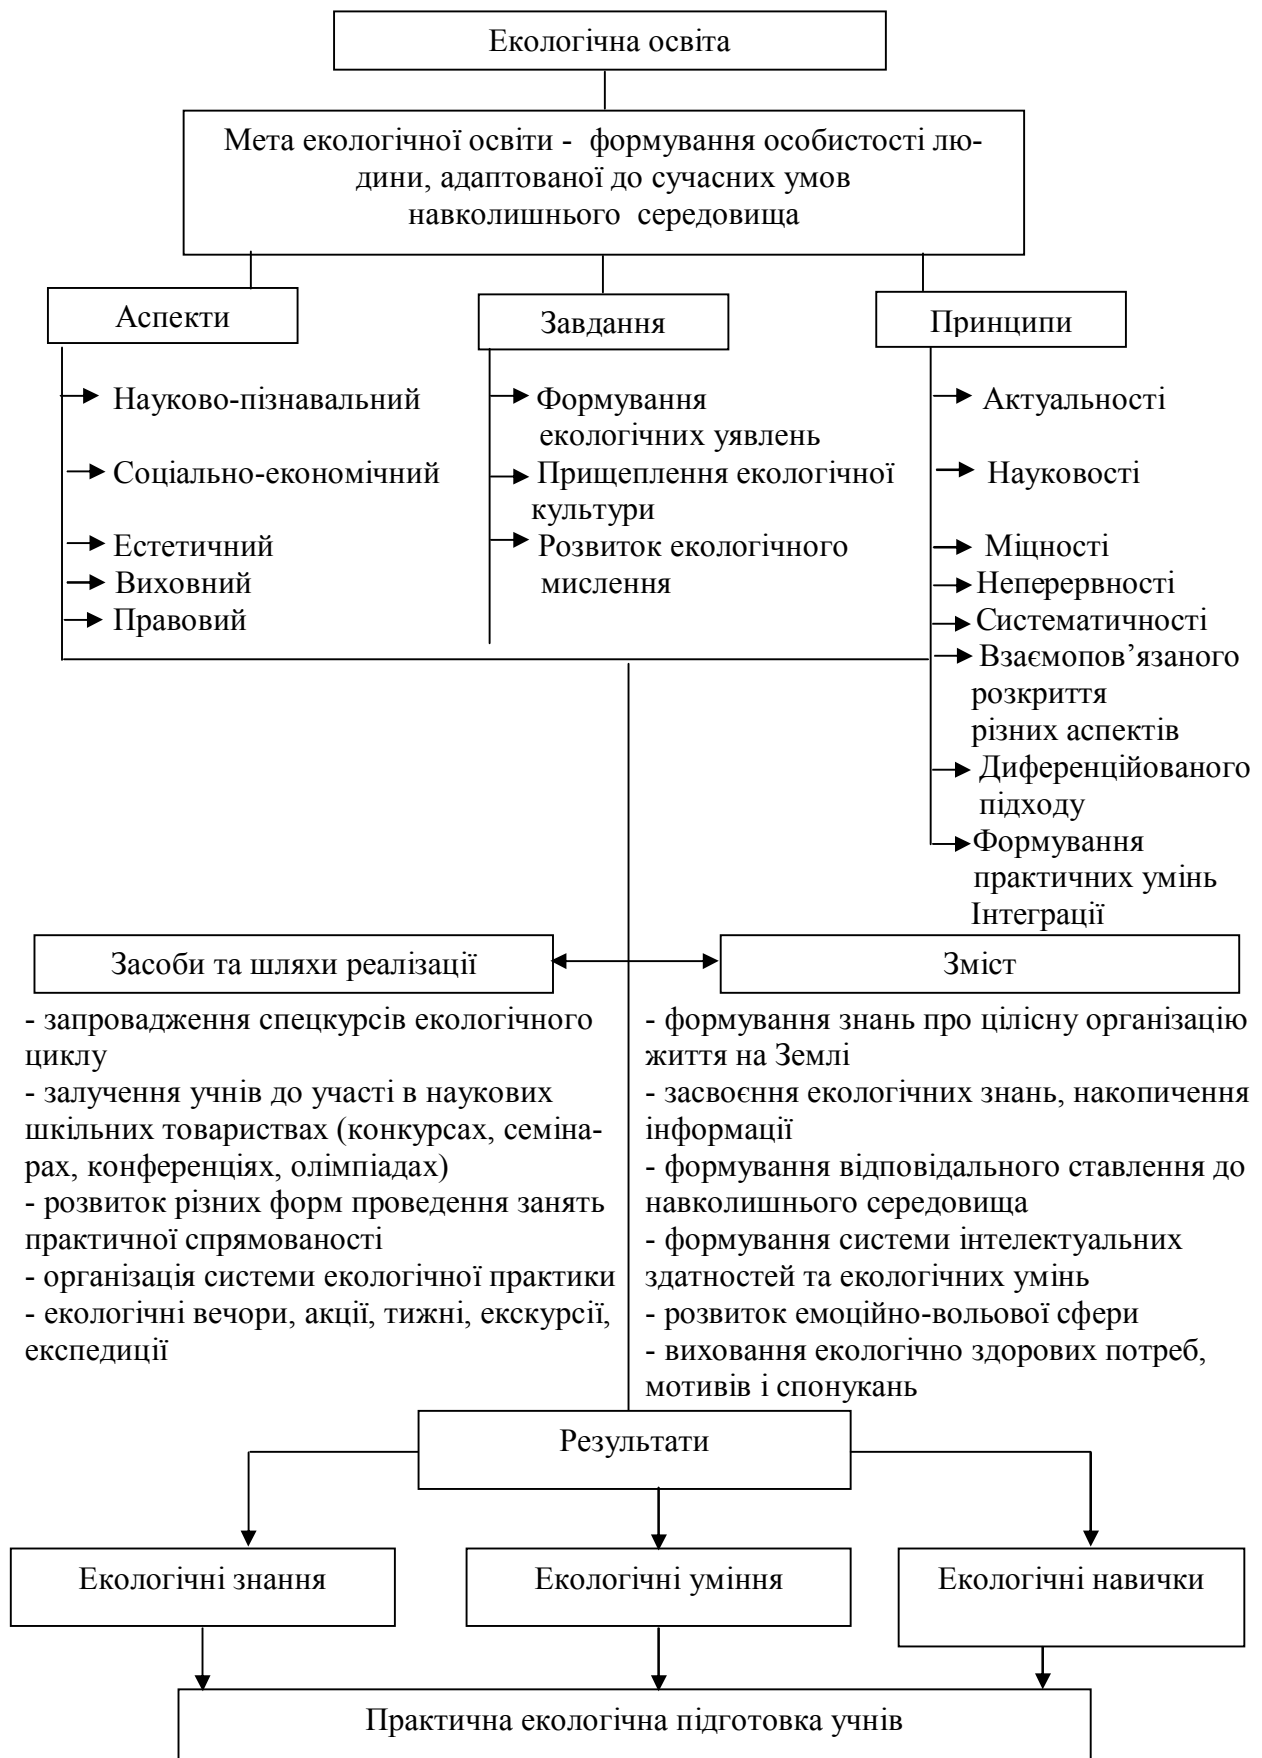 Екологічна освіта
Мета екологічної освіти - формування особистості лю-
дини, адаптованої до сучасних умов
навколишнього середовища
Аспекти
Науково-пізнавальний
Соціально-економічний
Естетичний
Виховний
Правовий
Завдання
Формування
екологічних уявлень
Прищеплення екологічної
культури
Розвиток екологічного
мислення
Принципи
Актуальності
Науковості
Міцності
Неперервності
Систематичності
Взаємопов’язаного
розкриття
різних аспектів
Диференційованого
підходу
Формування
практичних умінь
Інтеграції
Засоби та шляхи реалізації
- запровадження спецкурсів екологічного
циклу
- залучення учнів до участі в наукових
шкільних товариствах (конкурсах, семіна-
рах, конференціях, олімпіадах)
- розвиток різних форм проведення занять
практичної спрямованості
- організація системи екологічної практики
- екологічні вечори, акції, тижні, екскурсії,
експедиції
Зміст
- формування знань про цілісну організацію
життя на Землі
- засвоєння екологічних знань, накопичення
інформації
- формування відповідального ставлення до
навколишнього середовища
- формування системи інтелектуальних
здатностей та екологічних умінь
- розвиток емоційно-вольової сфери
- виховання екологічно здорових потреб,
мотивів і спонукань
Результати
Екологічні знання
Екологічні уміння
Екологічні навички
Практична екологічна підготовка учнів